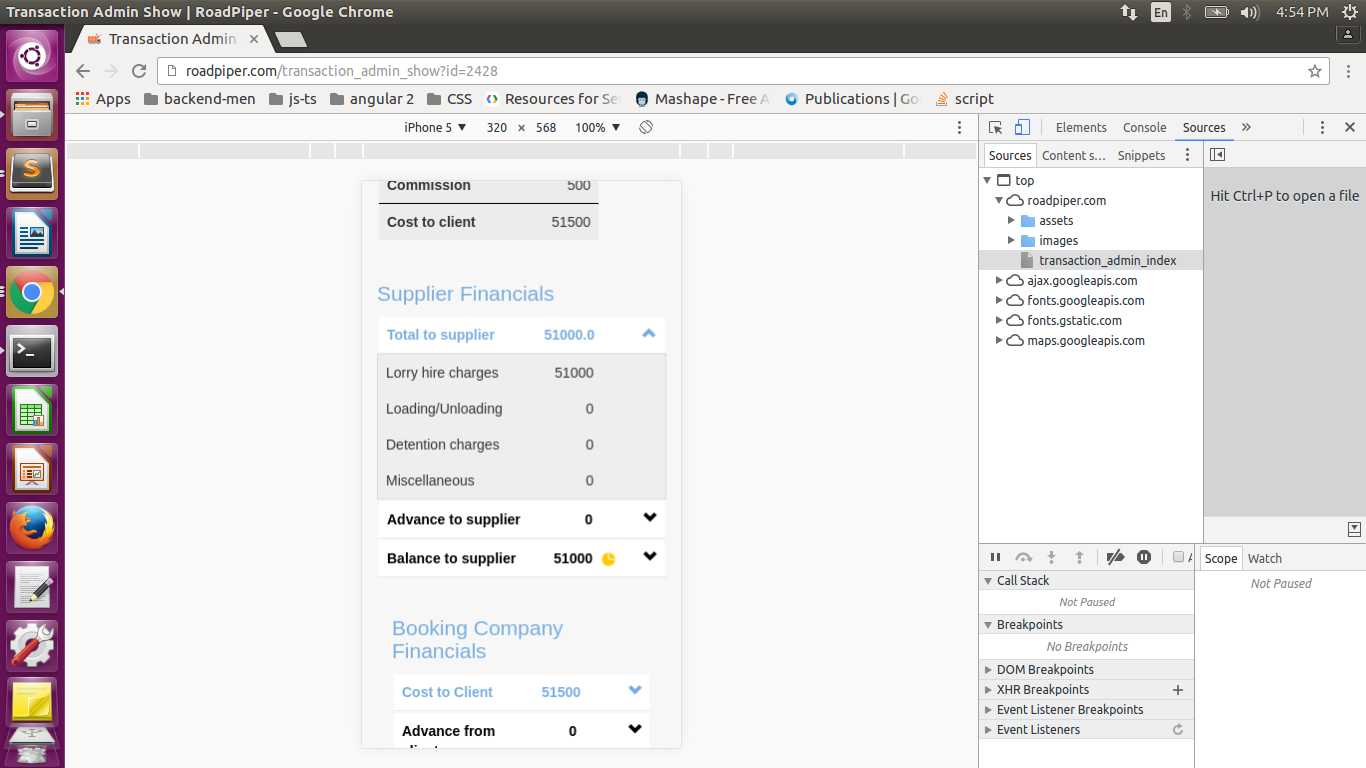 Transaction Admin Show | RoadPiper - Google Chrome
En
4:54 PM
Transaction Admin
roadpiper.com/transaction_admin_show?id=2428
Apps backend-men js-ts angular 2 CSS Resources for Se Mashape - Free A Publications | Go script
iPhone 5 ▼ 320 × 568 100% ▼
Elements Console Sources »
Sources Content s... Snippets
Hit Ctrl+P to open a file
top
roadpiper.com
assets
images
transaction_admin_index
ajax.googleapis.com
fonts.googleapis.com
fonts.gstatic.com
maps.googleapis.com
Commission 500
Cost to client 51500
Supplier Financials
Total to supplier 51000.0
Lorry hire charges 51000
Loading/Unloading 0
Detention charges 0
Miscellaneous 0
Advance to supplier 0
Balance to supplier 51000
Booking Company
Financials
Cost to Client 51500
Advance from 0
Scope Watch
Not Paused
Call Stack
Not Paused
Breakpoints
No Breakpoints
DOM Breakpoints
XHR Breakpoints
Event Listener Breakpoints
Event Listeners